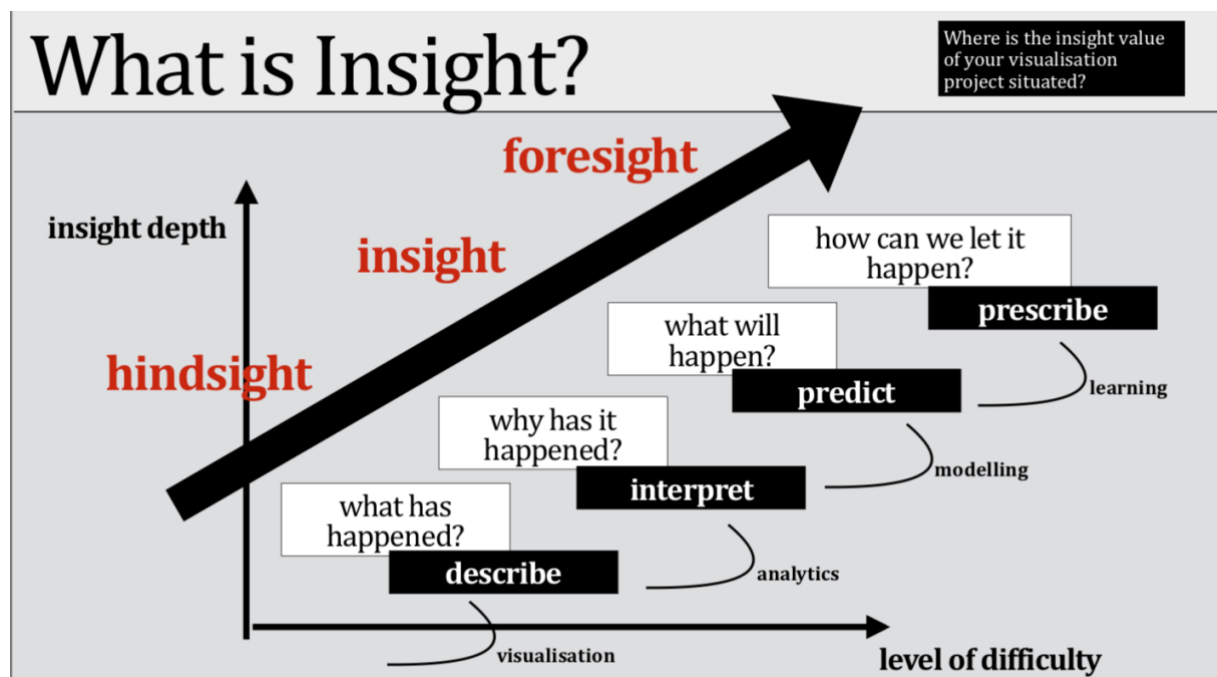 What is Insight?
Where is the insight value
of your visualisation
project situated?
foresight
insight depth
insight
hindsight
how can we let it
happen?
prescribe
learning
what will
happen?
predict
modelling
why has it
happened?
interpret
analytics
what has
happened?
describe
visualisation
level of difficulty